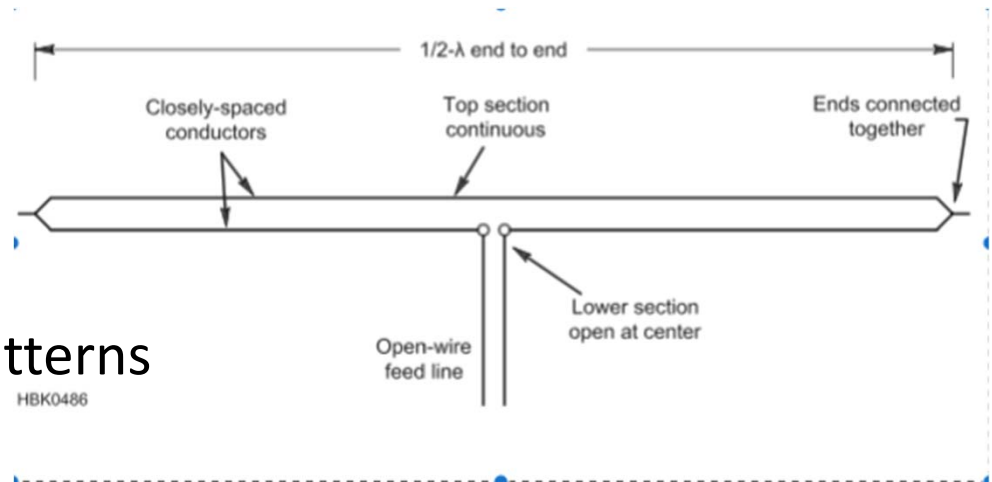 1/2-λ end to end
Closely-spaced
conductors
Top section
continuous
Ends connected
together
Lower section
open at center
Open-wire
feed line
tterns
HBK0486